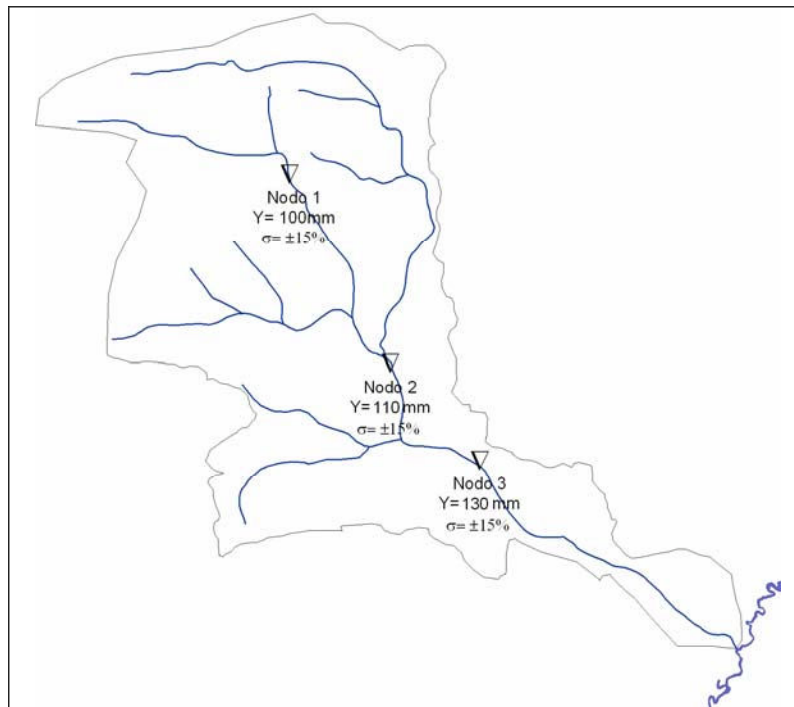 Nodo 1
Y= 100mm
σ= ±15%
Nodo 2
Y= 110 mm
σ= ±15%
Nodo 3
Y= 130 mm
σ= ±15%